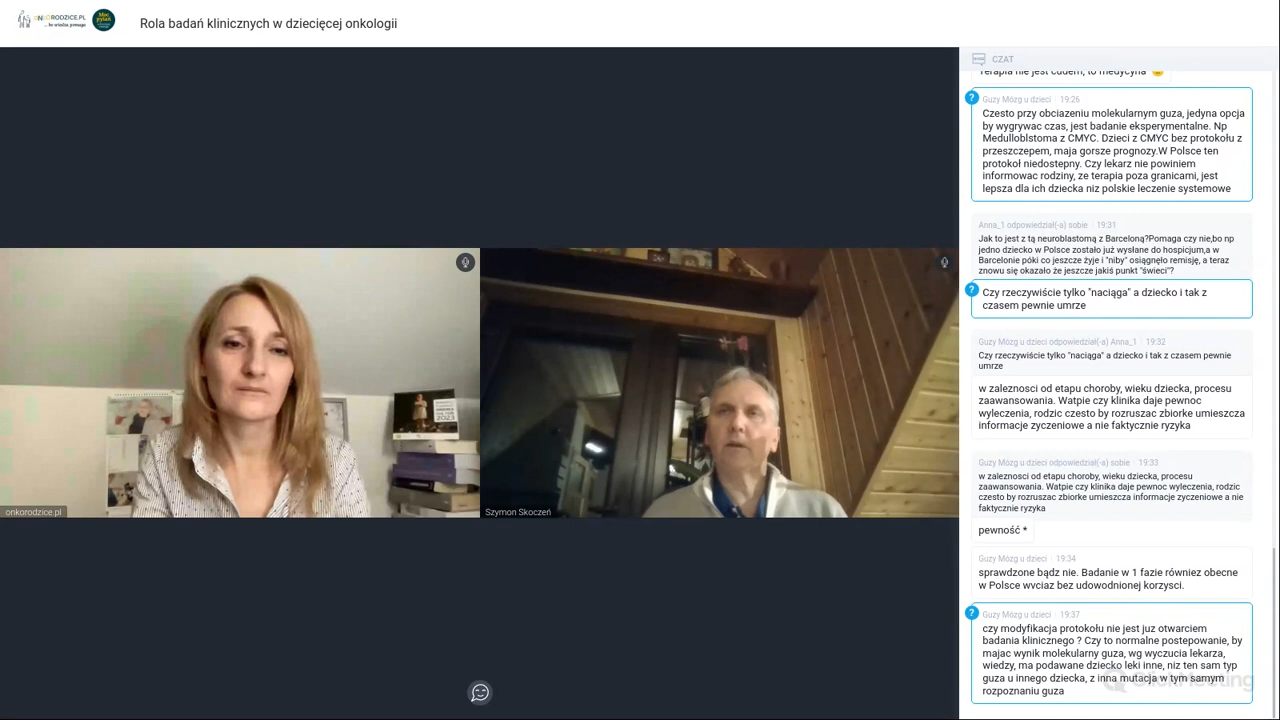 ONKORODZICE.PL
Rola badań klinicznych w dziecięcej onkologii
CZAT
Terapia nie jest cudem, to medycyna
Guzy Mózg u dzieci 19:26
Czesto przy obciazeniu molekularnym guza, jedyna opcja
by wygrywac czas, jest badanie eksperymentalne. Np
Medulloblstoma z CMYC. Dzieci z CMYC bez protokołu z
przeszczepem, maja gorsze prognozy.W Polsce ten
protokoł niedostepny. Czy lekarz nie powiniem
informowac rodziny, ze terapia poza granicami, jest
lepsza dla ich dziecka niz polskie leczenie systemowe
Anna_1 odpowiedział(-a) sobie 19:31
Jak to jest z tą neuroblastomą z Barceloną?Pomaga czy nie,bo np
jedno dziecko w Polsce zostało już wysłane do hospicjum,a w
Barcelonie póki co jeszcze żyje i "niby" osiągnęło remisję, a teraz
znowu się okazało że jeszcze jakiś punkt "świeci"?
Czy rzeczywiście tylko "naciąga" a dziecko i tak z
czasem pewnie umrze
Guzy Mózg u dzieci odpowiedział(-a) Anna_1 19:32
Czy rzeczywiście tylko "naciąga" a dziecko i tak z czasem pewnie
umrze
w zaleznosci od etapu choroby, wieku dziecka, procesu
zaawansowania. Watpie czy klinika daje pewnoc
wyleczenia, rodzic czesto by rozruszac zbiorke umieszcza
informacje zyczeniowe a nie faktycznie ryzyka
Guzy Mózg u dzieci odpowiedział(-a) sobie 19:33
w zaleznosci od etapu choroby, wieku dziecka, procesu
zaawansowania. Watpie czy klinika daje pewnoc wyleczenia, rodzic
czesto by rozruszac zbiorke umieszcza informacje zyczeniowe a nie
faktycznie ryzyka
pewność *
Guzy Mózg u dzieci 19:34
sprawdzone bądz nie. Badanie w 1 fazie równiez obecne
w Polsce wyciaz bez udowodnionej korzysci.
Guzy Mózg u dzieci 19:37
czy modyfikacja protokołu nie jest juz otwarciem
badania klinicznego ? Czy to normalne postepowanie, by
majac wynik molekularny guza, wg wyczucia lekarza,
wiedzy, ma podawane dziecko leki inne, niz ten sam typ
guza u innego dziecka, z inna mutacja w tym samym
rozpoznaniu guza
ClickMeeting
onkorodzice.pl
Szymon Skoczeń